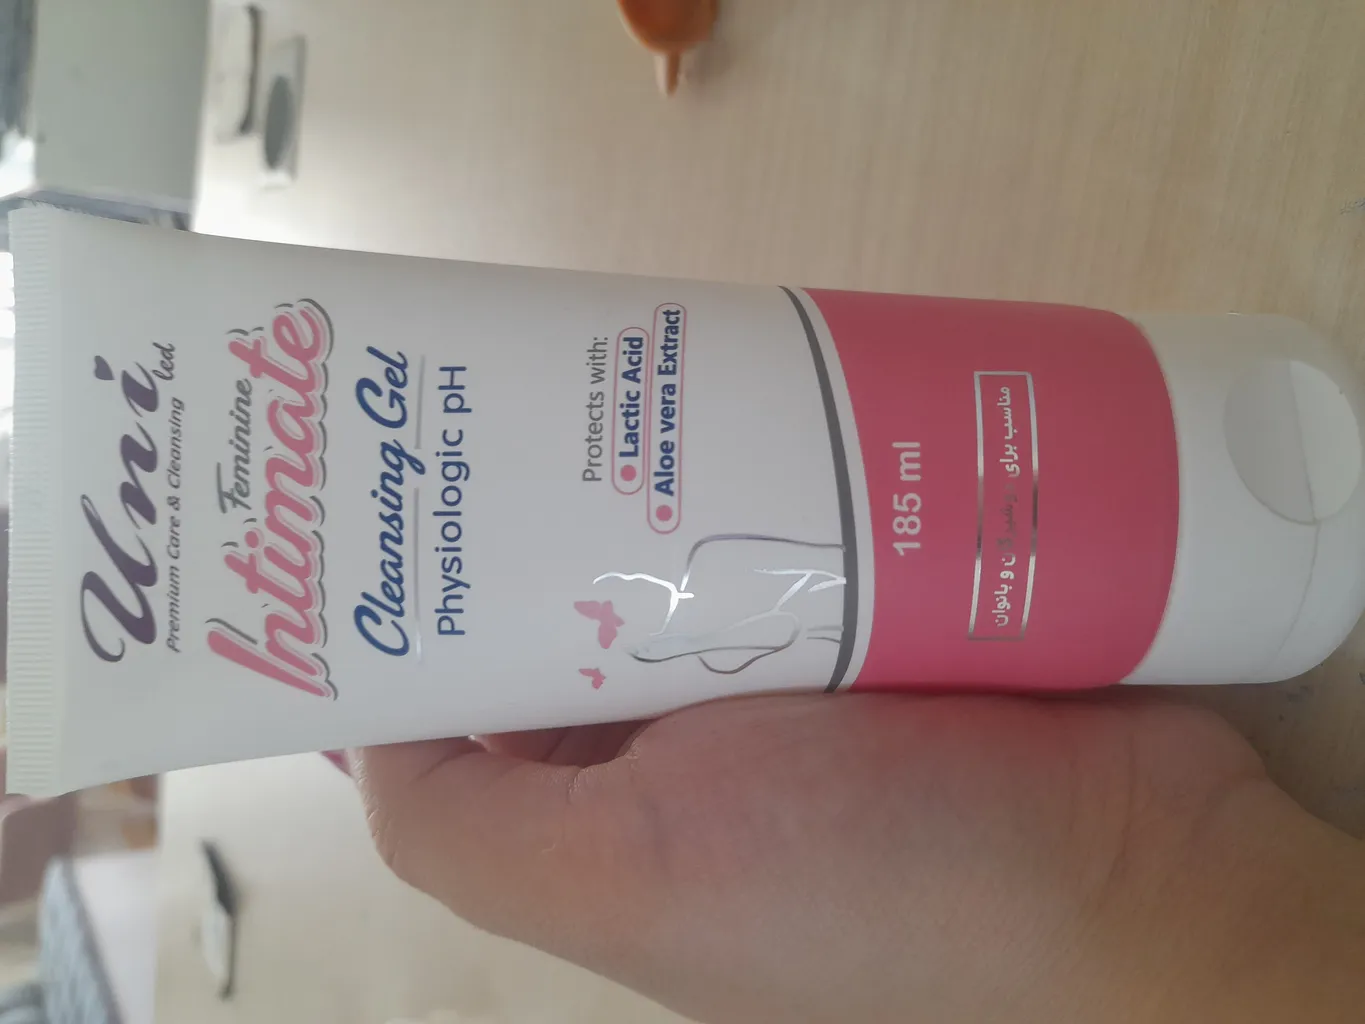 Uni
led
Premium Care & Cleansing
Feminine
Intimate
Cleansing Gel
Physiologic pH
Protects with:
Lactic Acid
Aloe vera Extract
185 ml
مناسب برای دوشیزگان و بانوان